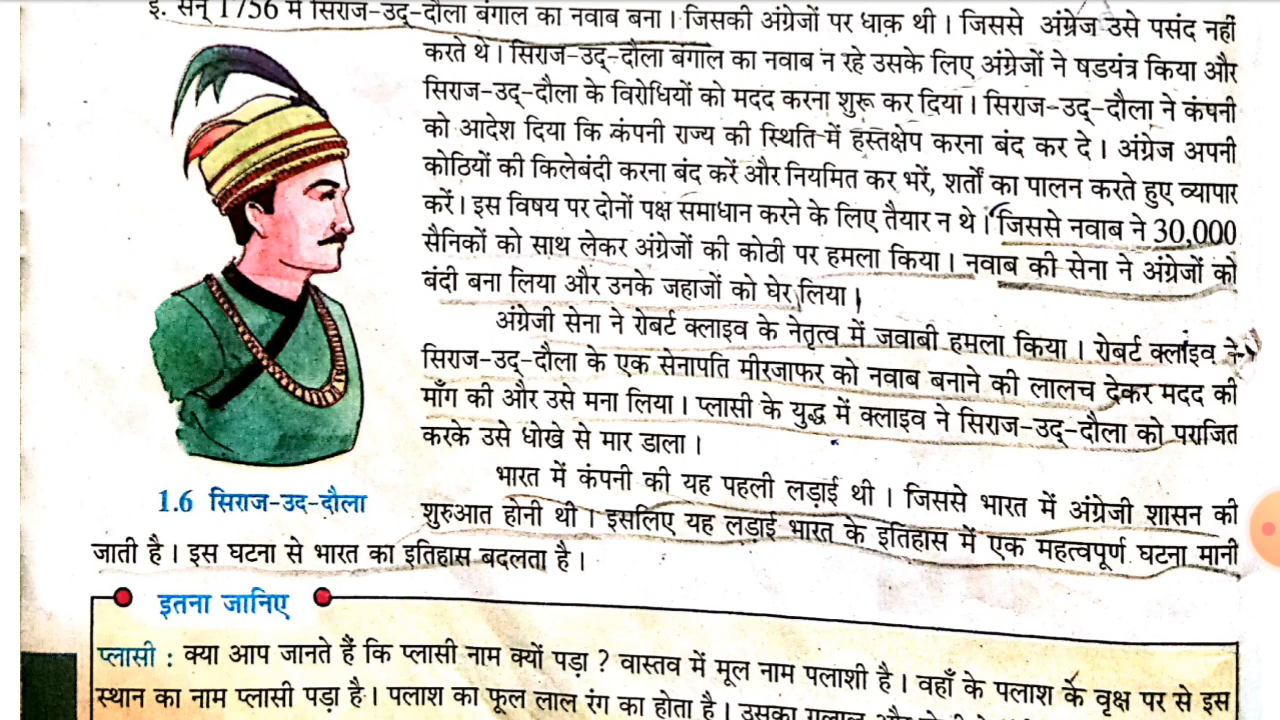 ई. सन् 1756 में सिराज-उद्-दौला बंगाल का नवाब बना। जिसकी अंग्रेजों पर धाक़ थी। जिससे अंग्रेज उसे पसंद नहीं
करते थे। सिराज-उद्-दौला बंगाल का नवाब न रहे उसके लिए अंग्रेजों ने षडयंत्र किया और
सिराज-उद्-दौला के विरोधियों को मदद करना शुरू कर दिया। सिराज-उद्-दौला ने कंपनी
को आदेश दिया कि कंपनी राज्य की स्थिति में हस्तक्षेप करना बंद कर दे। अंग्रेज अपनी
कोठियों की किलेबंदी करना बंद करें और नियमित कर भरें, शर्तों का पालन करते हुए व्यापार
करें। इस विषय पर दोनों पक्ष समाधान करने के लिए तैयार न थे। जिससे नवाब ने 30,000
सैनिकों को साथ लेकर अंग्रेजों की कोठी पर हमला किया। नवाब की सेना ने अंग्रेजों को
बंदी बना लिया और उनके जहाजों को घेर लिया।
अंग्रेजी सेना ने रोबर्ट क्लाइव के नेतृत्व में जवाबी हमला किया। रोबर्ट क्लाइव ने
सिराज-उद्-दौला के एक सेनापति मीरजाफर को नवाब बनाने की लालच देकर मदद की
माँग की और उसे मना लिया। प्लासी के युद्ध में क्लाइव ने सिराज-उद्-दौला को पराजित
करके उसे धोखे से मार डाला।
भारत में कंपनी की यह पहली लड़ाई थी। जिससे भारत में अंग्रेजी शासन की
शुरुआत होनी थी। इसलिए यह लड़ाई भारत के इतिहास में एक महत्वपूर्ण घटना मानी
जाती है। इस घटना से भारत का इतिहास बदलता है।
1.6 सिराज-उद-दौला
इतना जानिए
प्लासी : क्या आप जानते हैं कि प्लासी नाम क्यों पड़ा ? वास्तव में मूल नाम पलाशी है। वहाँ के पलाश के वृक्ष पर से इस
स्थान का नाम प्लासी पड़ा है। पलाश का फूल लाल रंग का होता है। उसका गुलाल और